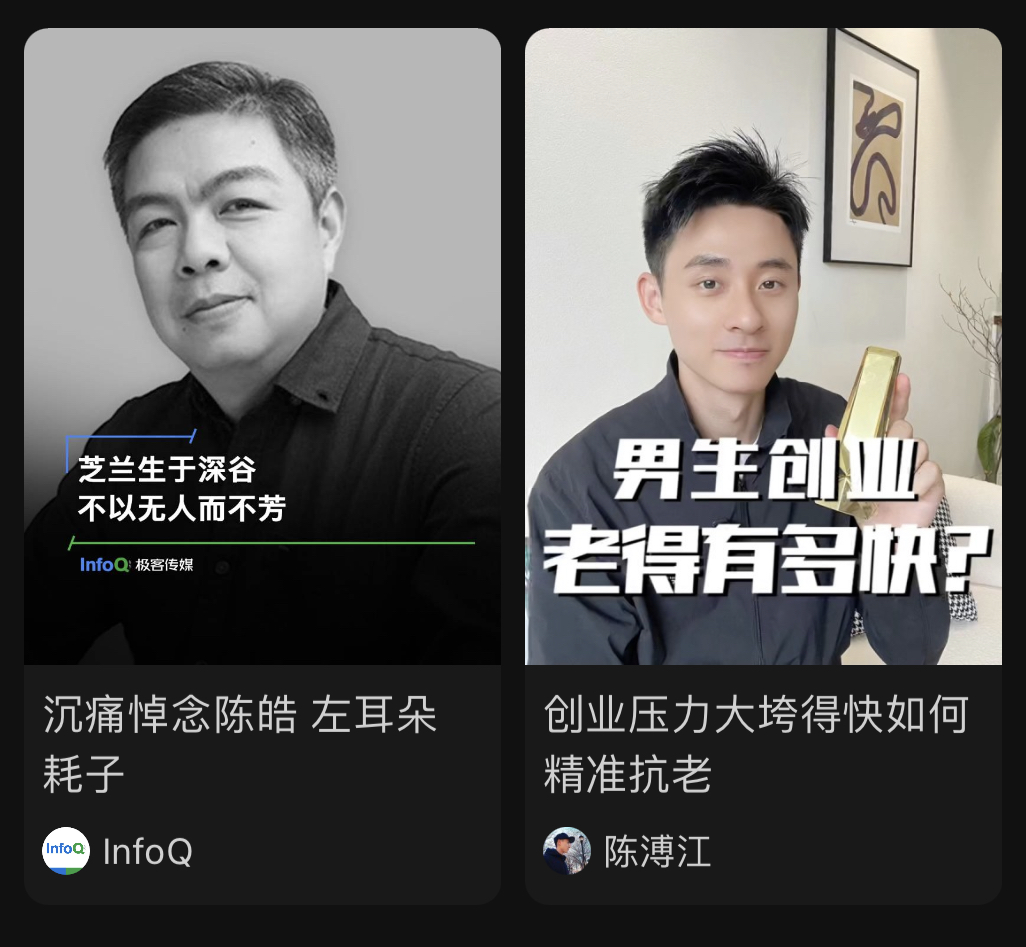 芝兰生于深谷
不以无人而不芳
InfoQ 极客传媒
沉痛悼念陈皓 左耳朵
耗子
InfoQ
InfoQ
男生创业
老得有多快?
创业压力大垮得快如何
精准抗老
陈溥江